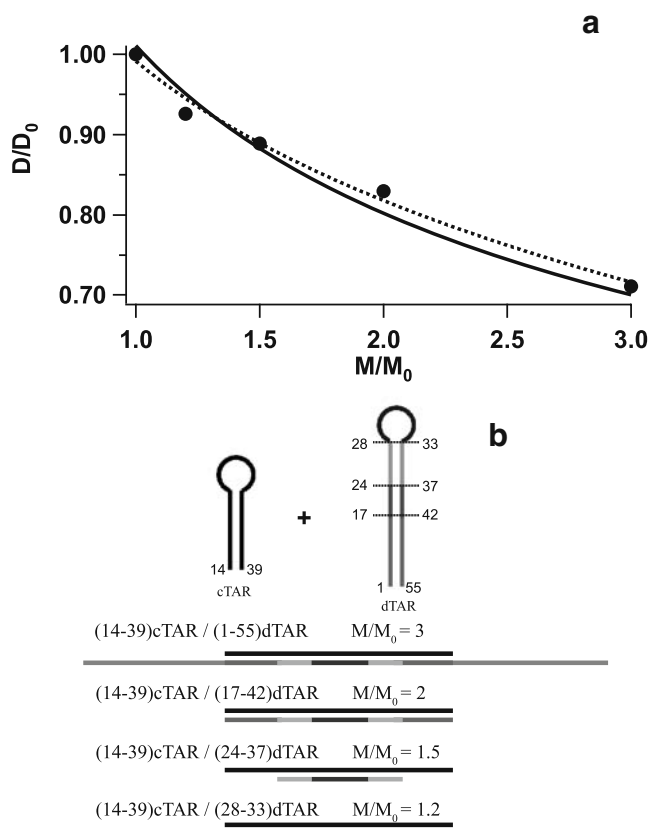 a
1.00
0.90
0.80
0.70
D/D0
1.0 1.5 2.0 2.5 3.0
M/M0
b
28 33
24 37
17 42
+
14 39
cTAR
1 55
dTAR
(14-39)cTAR / (1-55)dTAR M/M0= 3
(14-39)cTAR / (17-42)dTAR M/M0= 2
(14-39)cTAR / (24-37)dTAR M/M0= 1.5
(14-39)cTAR / (28-33)dTAR M/M0= 1.2